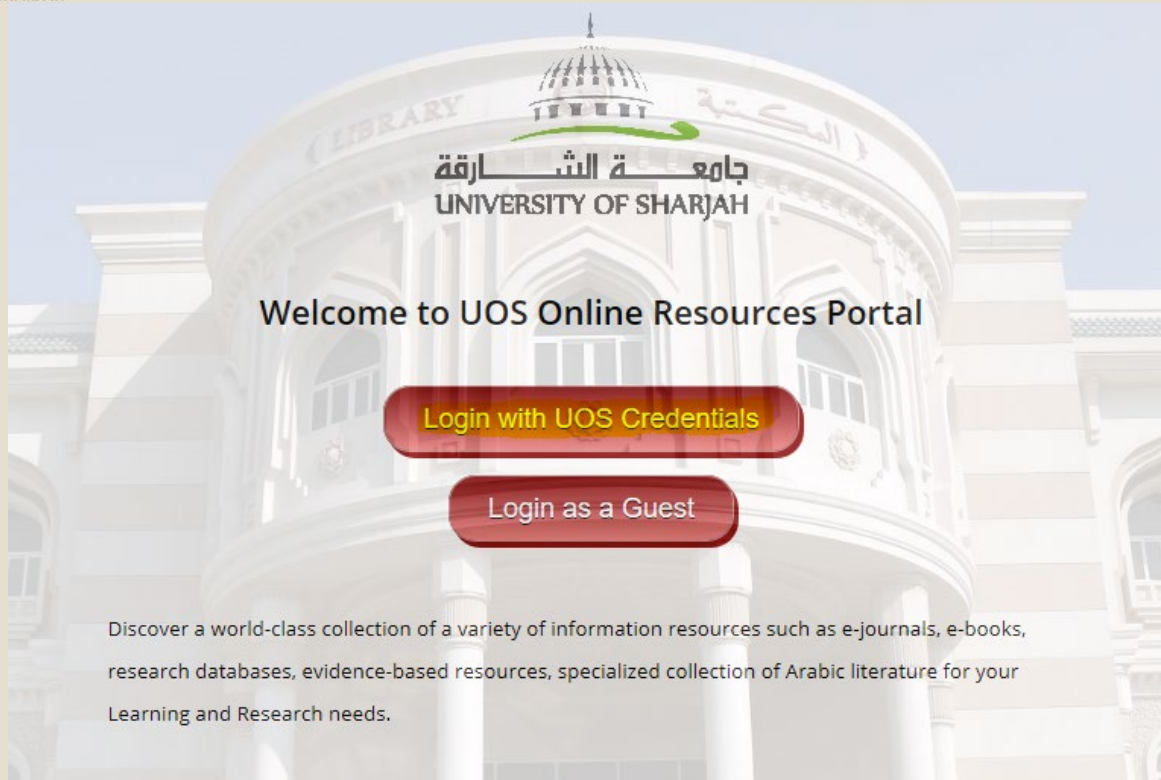 ( LIBRARY
( المكتبة )
جامعة الشارقة
UNIVERSITY OF SHARJAH
Welcome to UOS Online Resources Portal
Login with UOS Credentials
Login as a Guest
Discover a world-class collection of a variety of information resources such as e-journals, e-books,
research databases, evidence-based resources, specialized collection of Arabic literature for your
Learning and Research needs.